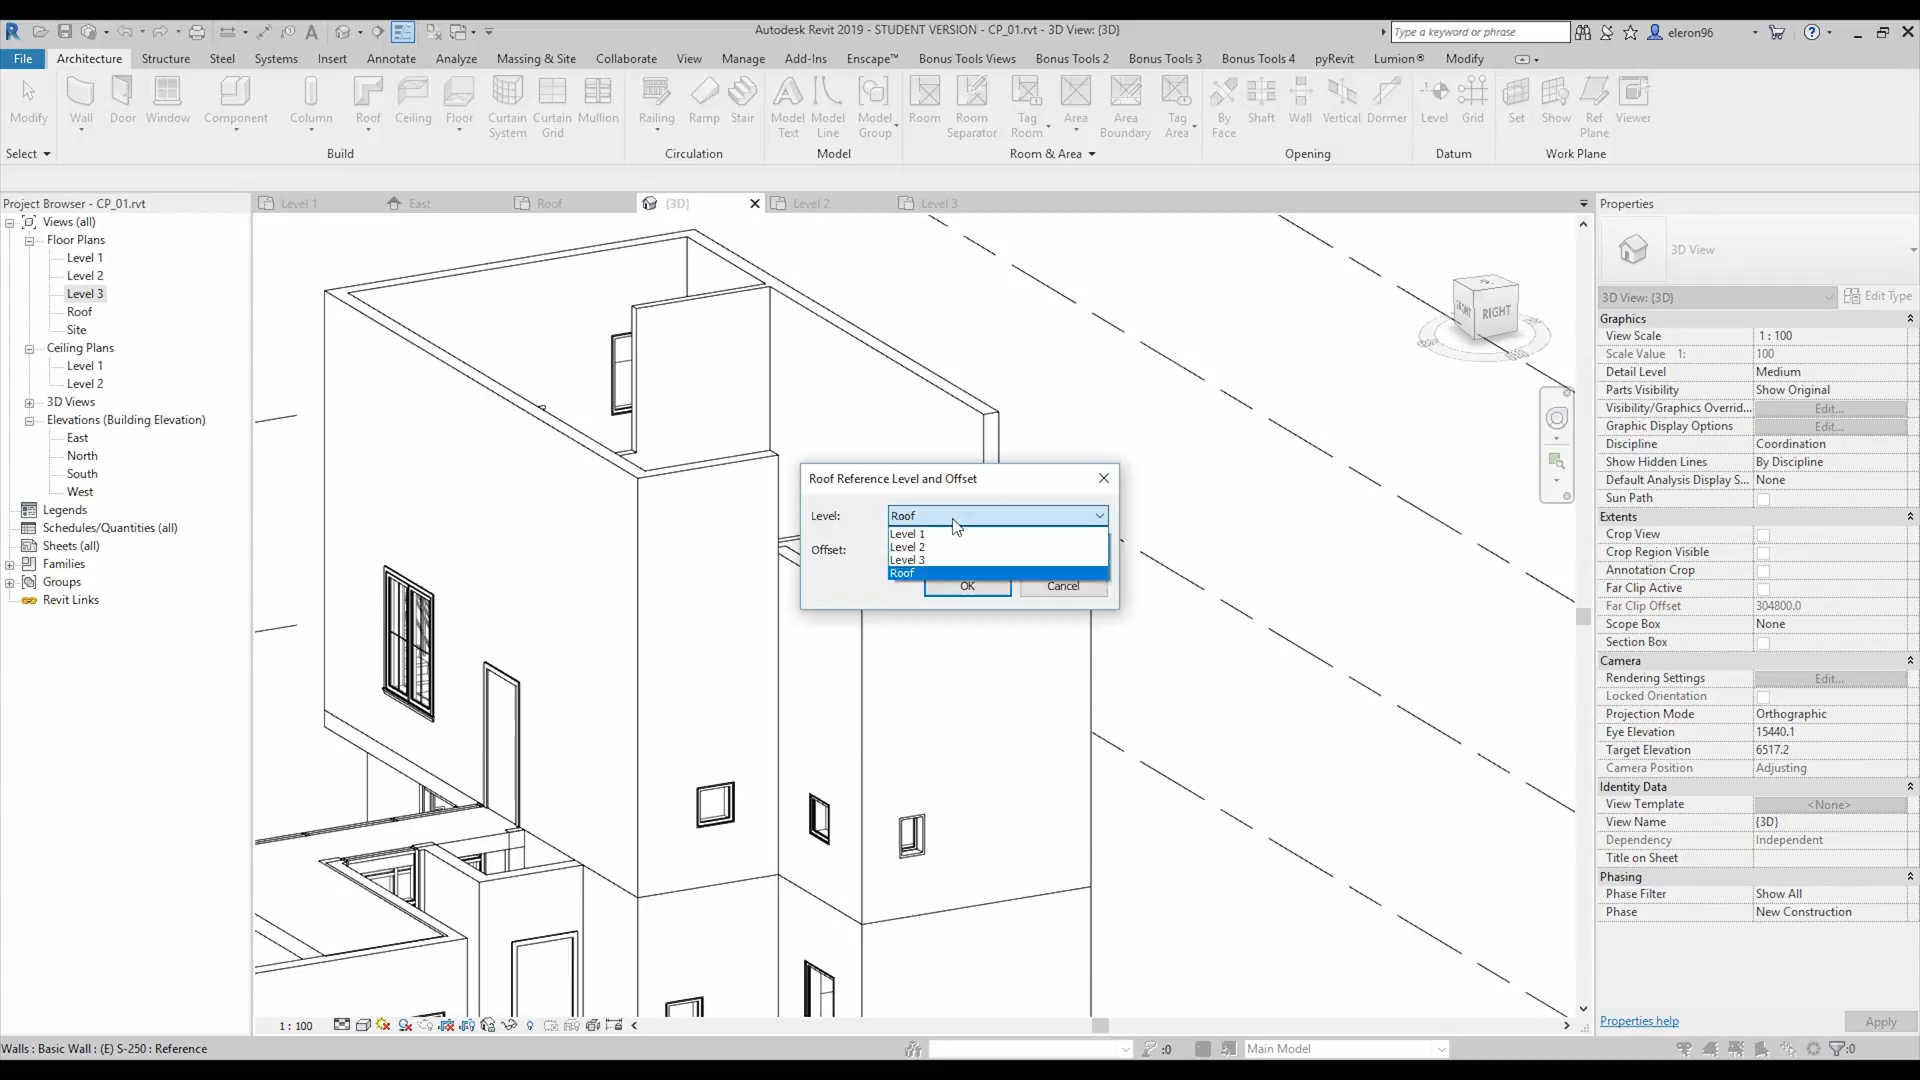 Autodesk Revit 2019 - STUDENT VERSION - CP_01.rvt - 3D View: {3D}
Type a keyword or phrase
eleron96
File Architecture Structure Steel Systems Insert Annotate Analyze Massing & Site Collaborate View Manage Add-Ins Enscape™ Bonus Tools Views Bonus Tools 2 Bonus Tools 3 Bonus Tools 4 pyRevit Lumion® Modify
Modify Wall Door Window Component Column Roof Ceiling Floor Curtain System Curtain Grid Mullion Railing Ramp Stair Model Text Model Line Model Group Room Room Separator Tag Room Area Area Boundary Tag Area By Face Shaft Wall Vertical Dormer Level Grid Set Show Ref Plane Viewer
Select Build Circulation Model Room & Area Opening Datum Work Plane
Project Browser - CP_01.rvt
Views (all)
Floor Plans
Level 1
Level 2
Level 3
Roof
Site
Ceiling Plans
Level 1
Level 2
3D Views
Elevations (Building Elevation)
East
North
South
West
Legends
Schedules/Quantities (all)
Sheets (all)
Families
Groups
Revit Links
Level 1 East Roof {3D} Level 2 Level 3
FRONT RIGHT
Roof Reference Level and Offset
Level: Roof
Level 1
Level 2
Level 3
Roof
Offset:
OK Cancel
Properties
3D View
3D View: {3D} Edit Type
Graphics
View Scale 1 : 100
Scale Value 1: 100
Detail Level Medium
Parts Visibility Show Original
Visibility/Graphics Overrid... Edit...
Graphic Display Options Edit...
Discipline Coordination
Show Hidden Lines By Discipline
Default Analysis Display S... None
Sun Path
Extents
Crop View
Crop Region Visible
Annotation Crop
Far Clip Active
Far Clip Offset 304800.0
Scope Box None
Section Box
Camera
Rendering Settings Edit...
Locked Orientation
Projection Mode Orthographic
Eye Elevation 15440.1
Target Elevation 6517.2
Camera Position Adjusting
Identity Data
View Template <None>
View Name {3D}
Dependency Independent
Title on Sheet
Phasing
Phase Filter Show All
Phase New Construction
Properties help Apply
1 : 100
Walls : Basic Wall : (E) S-250 : Reference
:0 Main Model :0